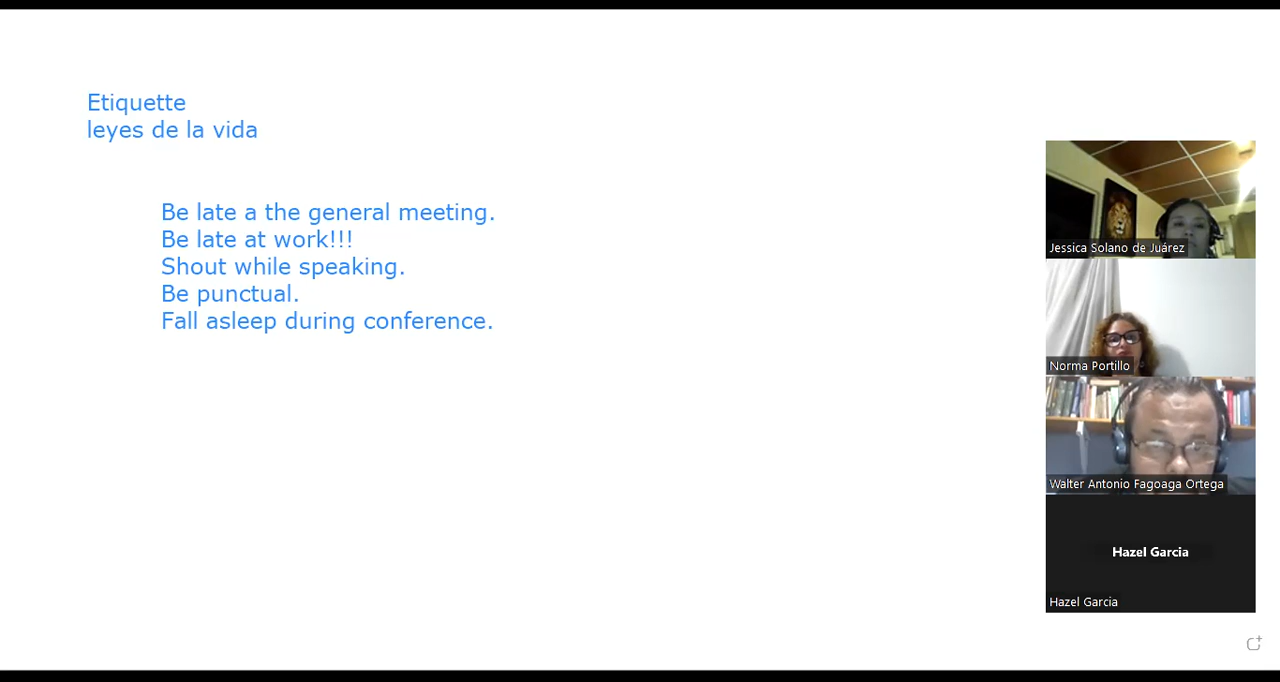 Etiquette
leyes de la vida
Be late a the general meeting.
Be late at work!!!
Shout while speaking.
Be punctual.
Fall asleep during conference.
Jessica Solano de Juárez
Norma Portillo
Walter Antonio Fagoaga Ortega
Hazel Garcia
Hazel Garcia